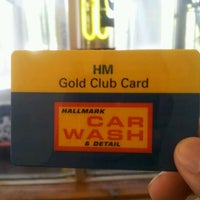 HM
Gold Club Card
HALLMARK
CAR
WASH
& DETAIL